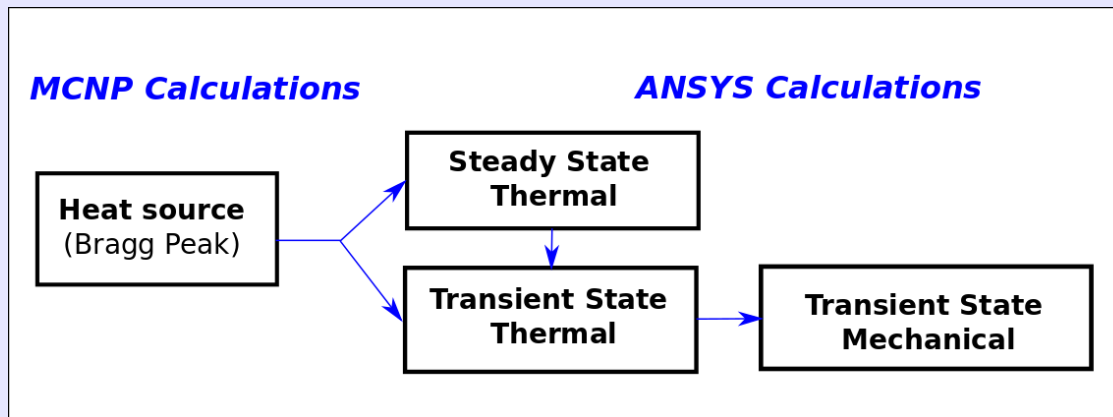 MCNP Calculations
ANSYS Calculations
Heat source
(Bragg Peak)
Steady State
Thermal
Transient State
Thermal
Transient State
Mechanical